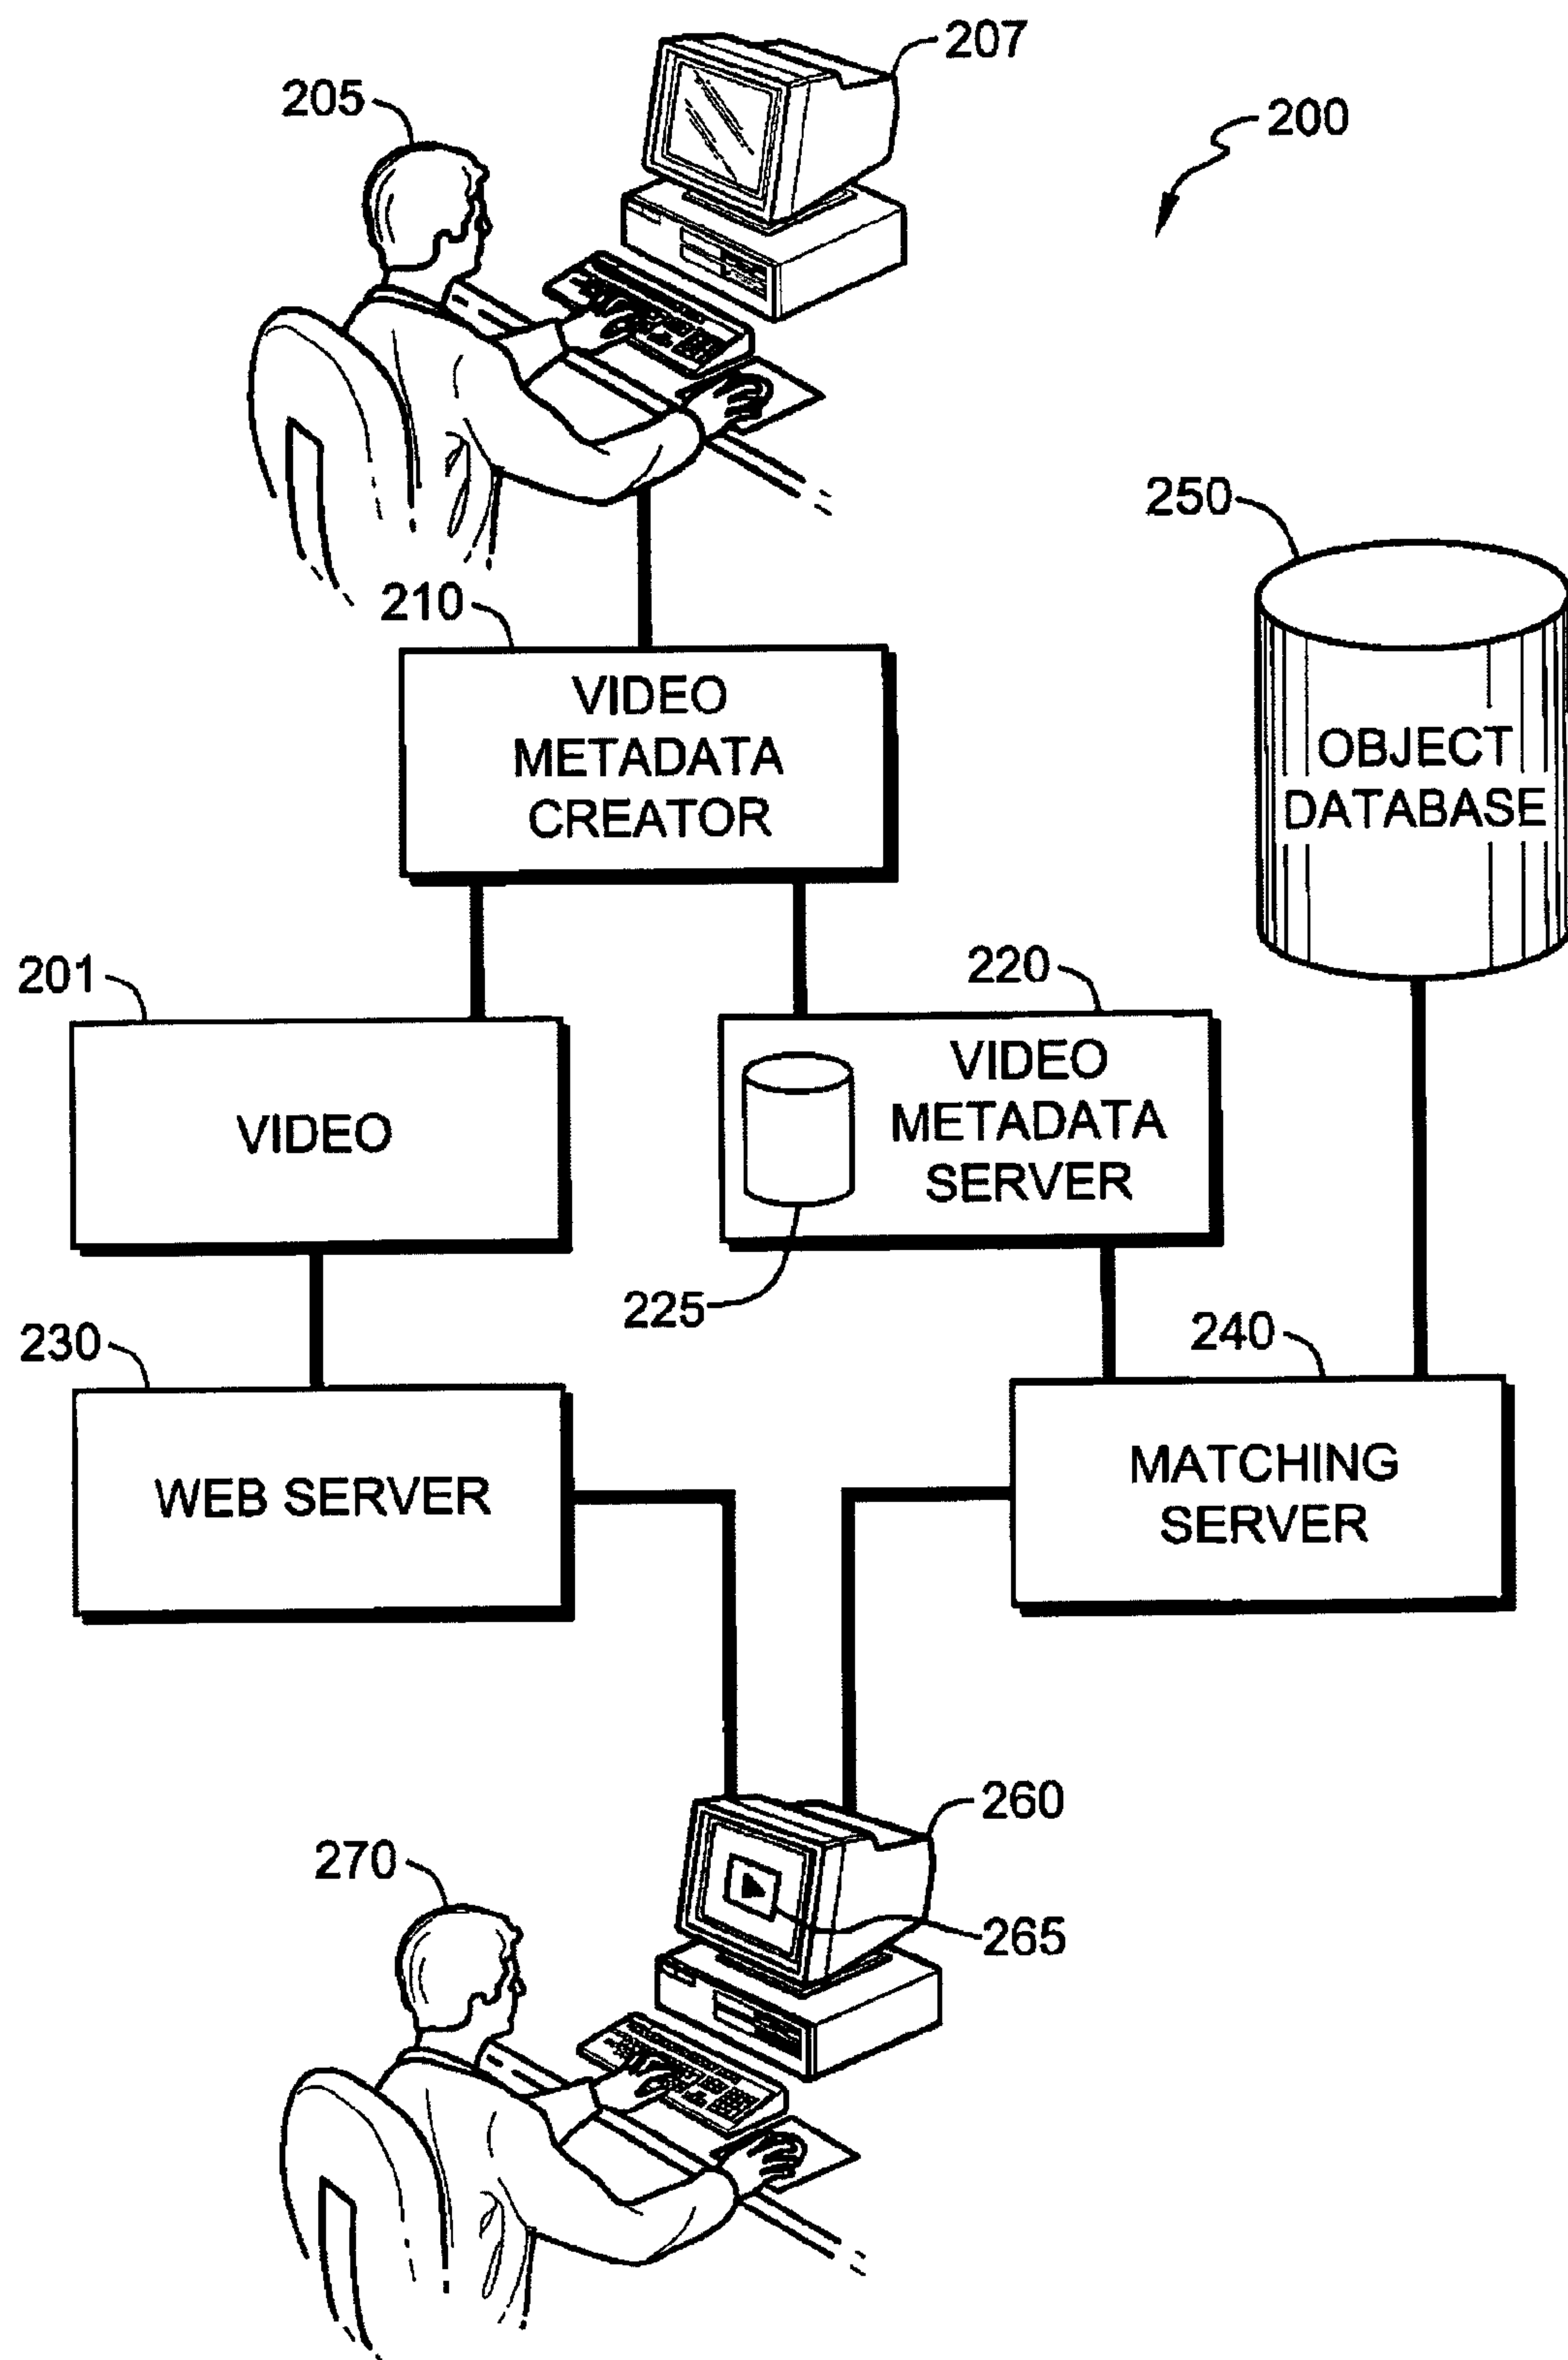 207
205
200
250
210
VIDEO
METADATA
CREATOR
OBJECT
DATABASE
201
220
VIDEO
VIDEO
METADATA
SERVER
225
230
240
WEB SERVER
MATCHING
SERVER
260
270
265